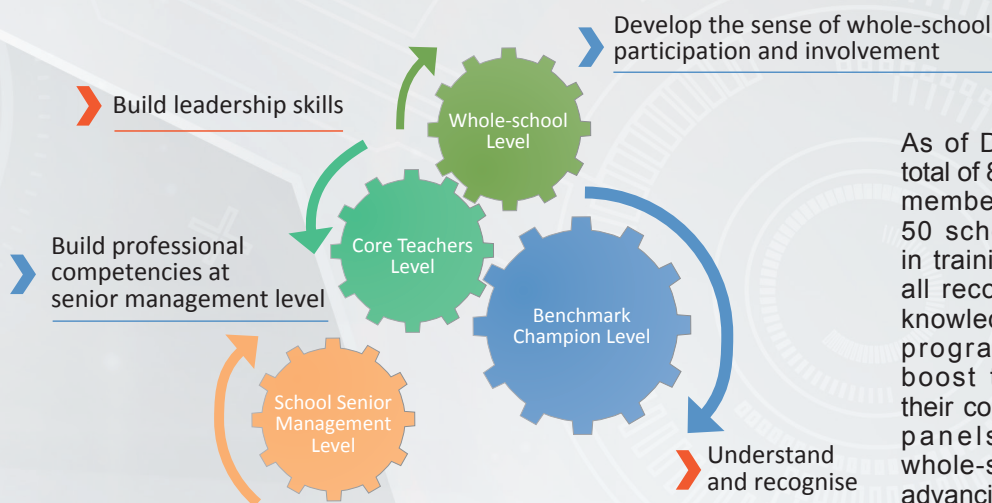 Develop the sense of whole-school
participation and involvement
Build leadership skills
Whole-school
Level
Core Teachers
Level
Build professional
competencies at
senior management level
Benchmark
Champion Level
School Senior
Management
Level
Understand
and recognise
As of D
total of 8
membe
50 sch
in traini
all reco
knowled
progra
boost t
their co
panels
whole-s
advancin